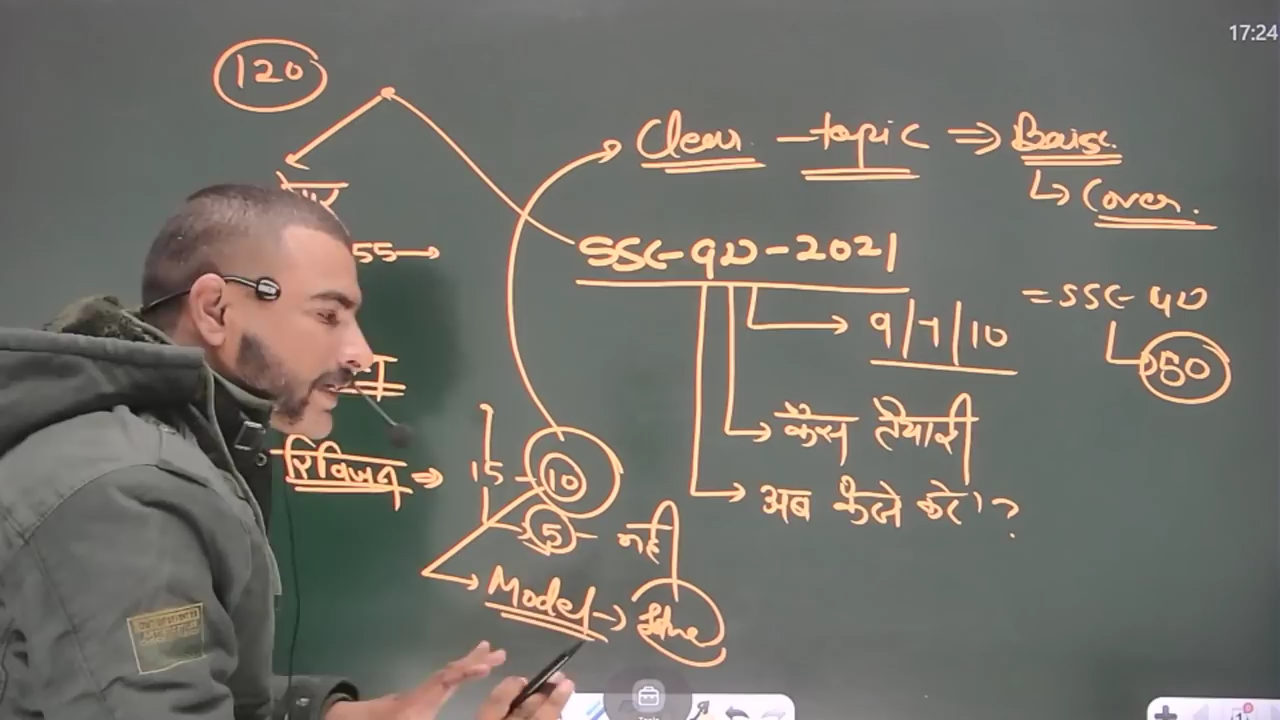 17:24
120
Clear topic ⇒ Basic
↳ Cover.
55→
SSC-GD-2021
= SSC GD
50
9/7/10
कैसे तैयारी
रिविजन ⇒ 15 - 10
5 - नही
अब कैसे करे ?
Model →